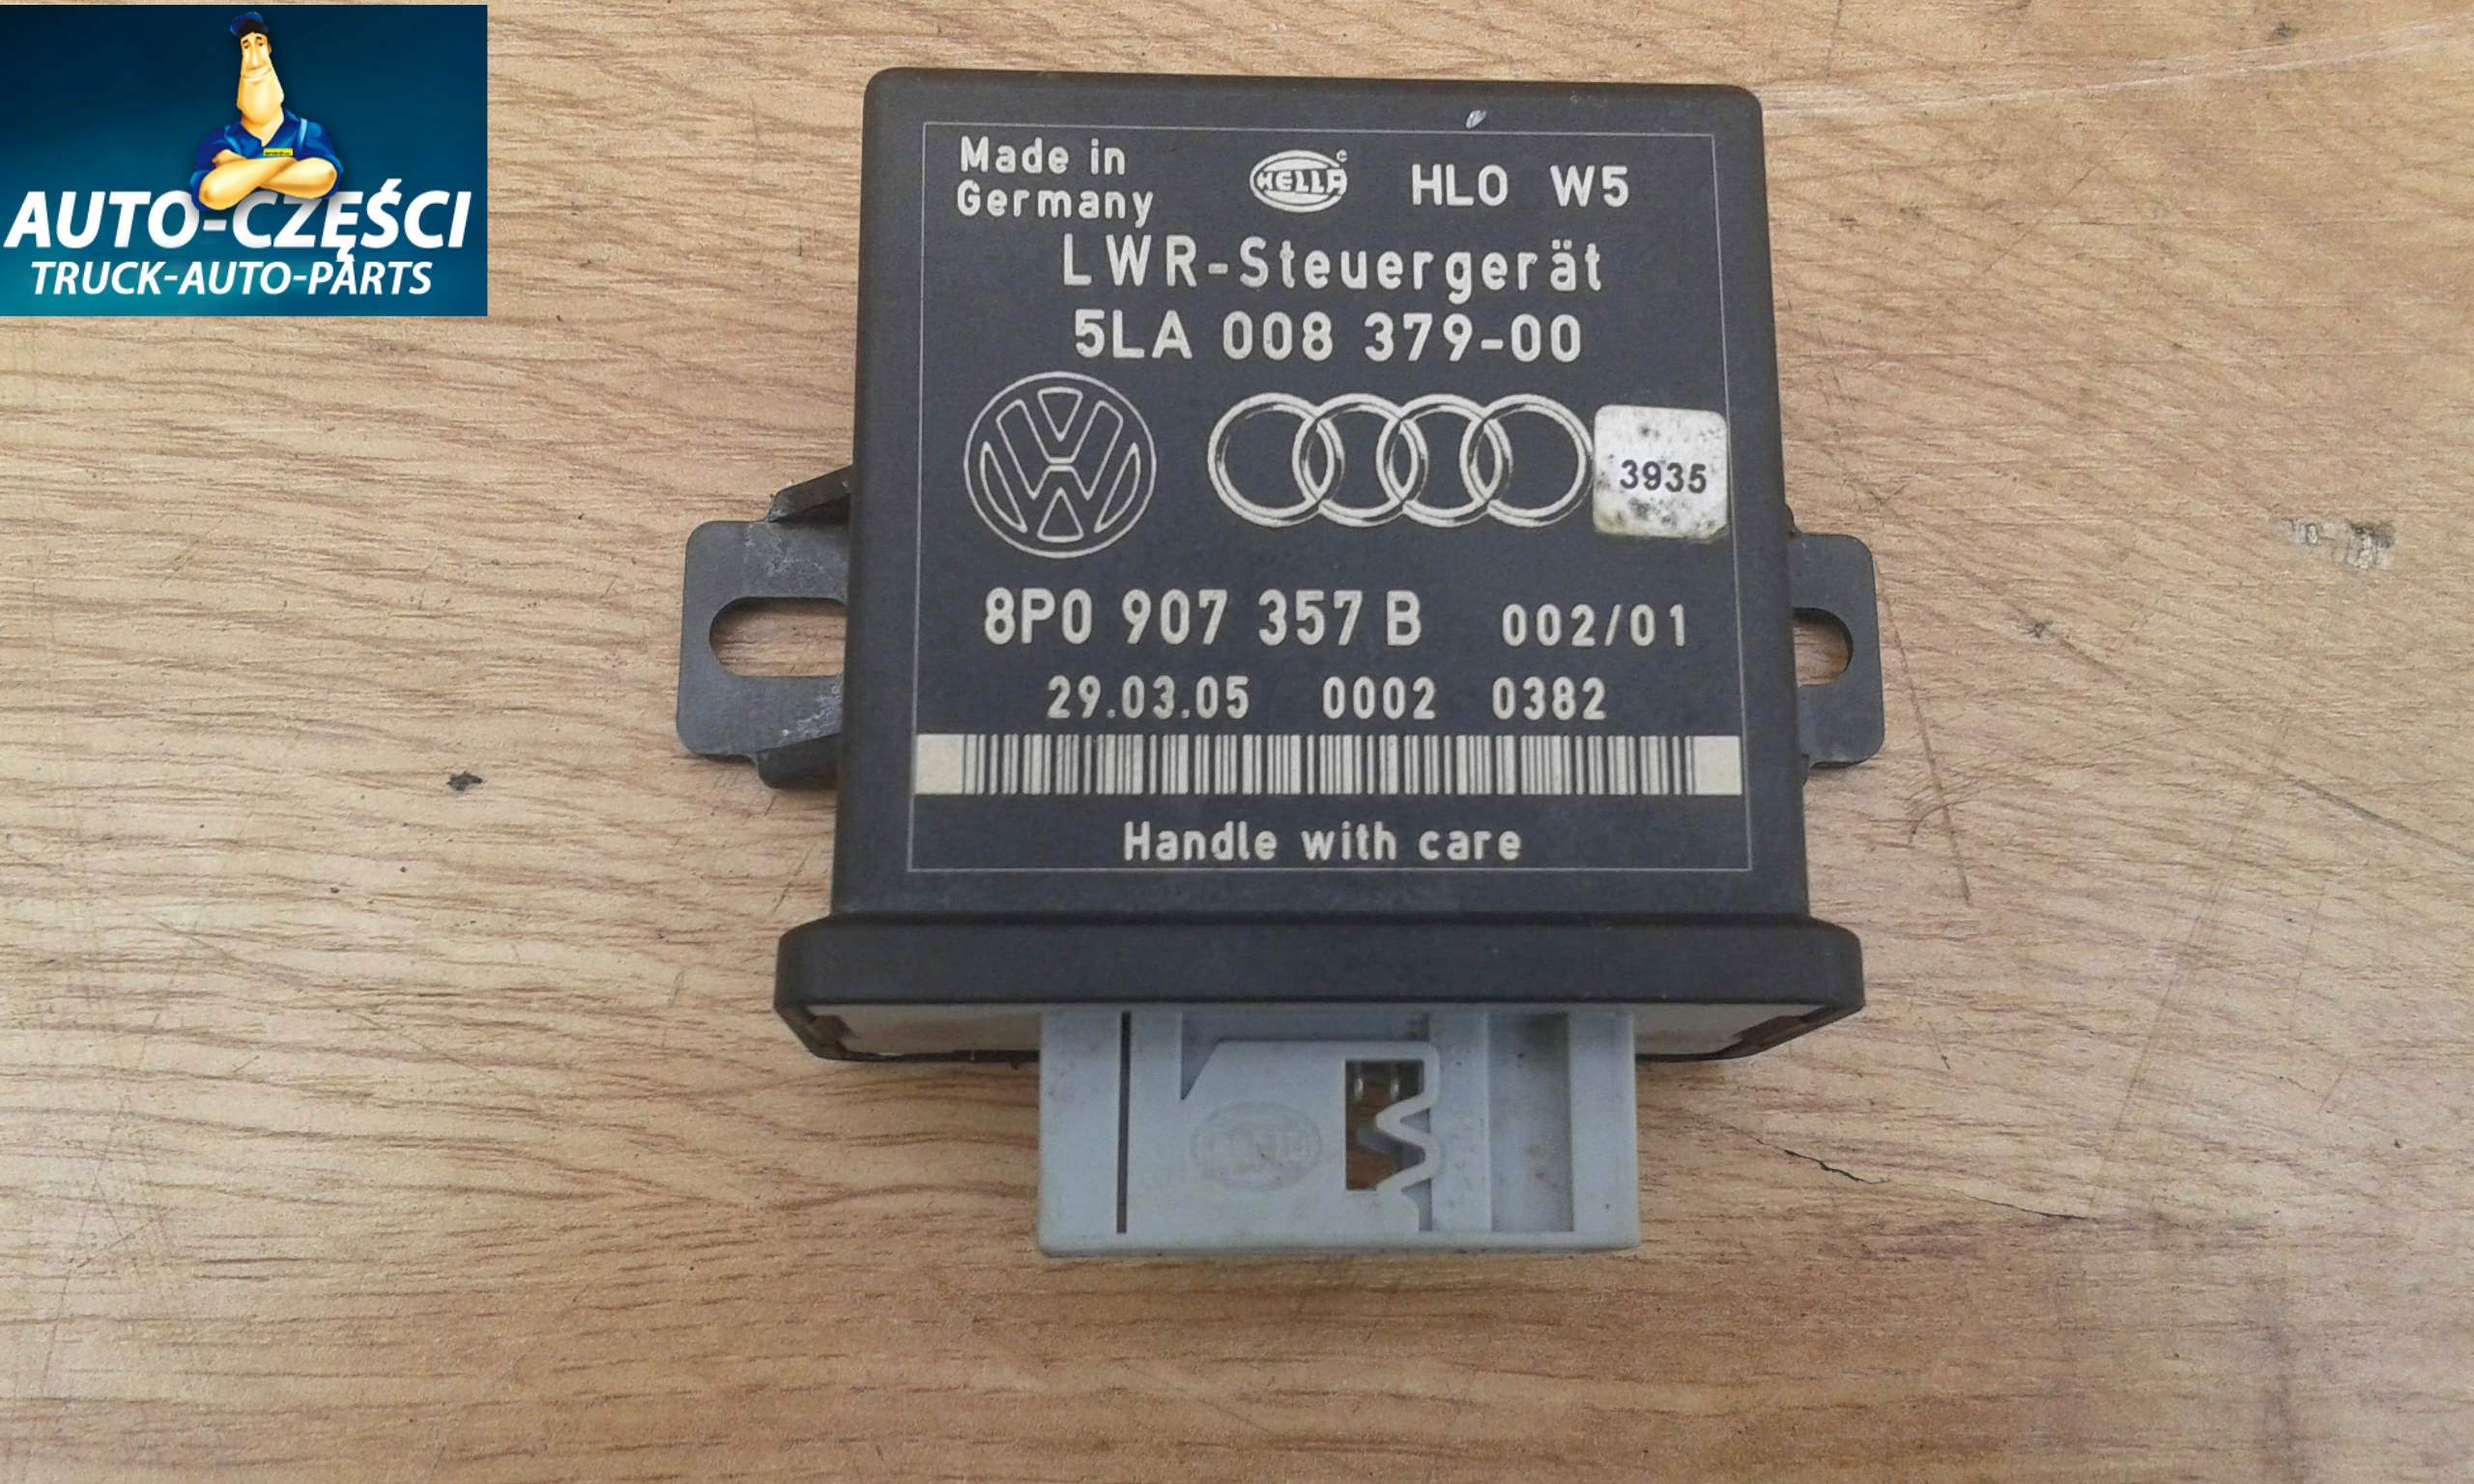 AUTO-CZĘŚCI
TRUCK-AUTO-PARTS
Made in
Germany
HELLA
HLO W5
LWR-Steuergerät
5LA 008 379-00
3935
8P0 907 357 B 002/01
29.03.05 0002 0382
Handle with care